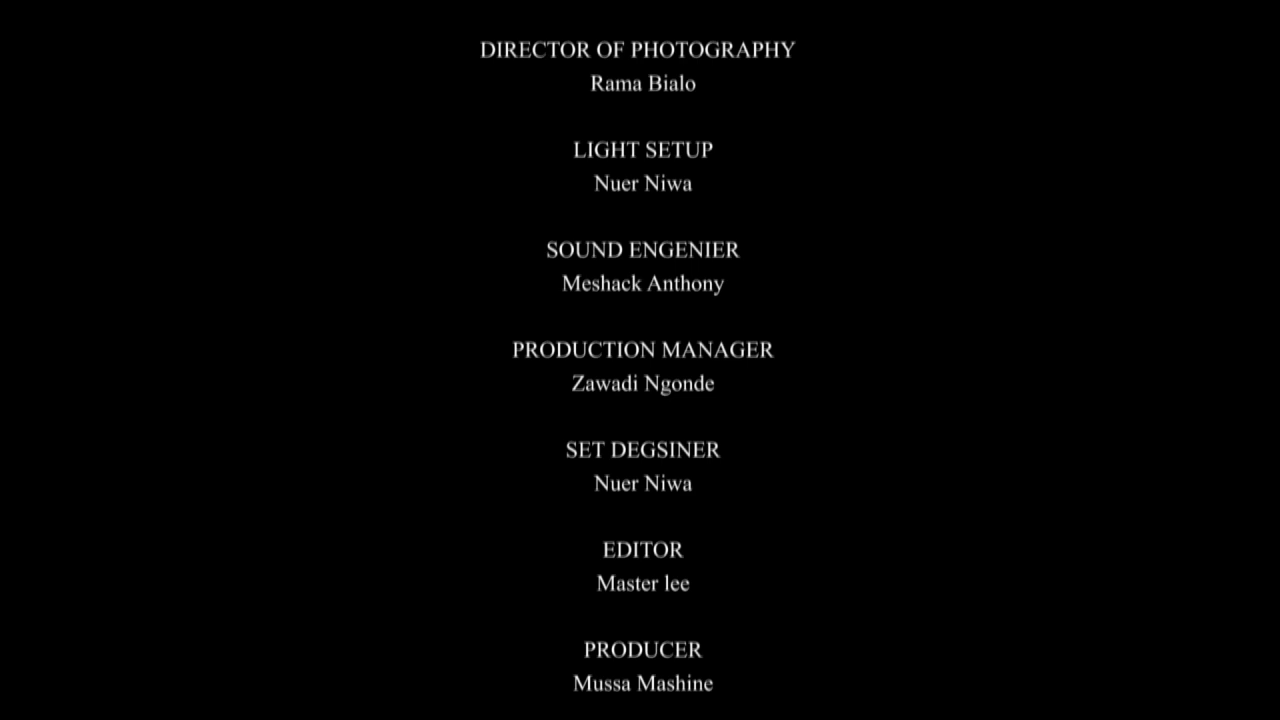 DIRECTOR OF PHOTOGRAPHY
Rama Bialo
LIGHT SETUP
Nuer Niwa
SOUND ENGENIER
Meshack Anthony
PRODUCTION MANAGER
Zawadi Ngonde
SET DEGSINER
Nuer Niwa
EDITOR
Master lee
PRODUCER
Mussa Mashine